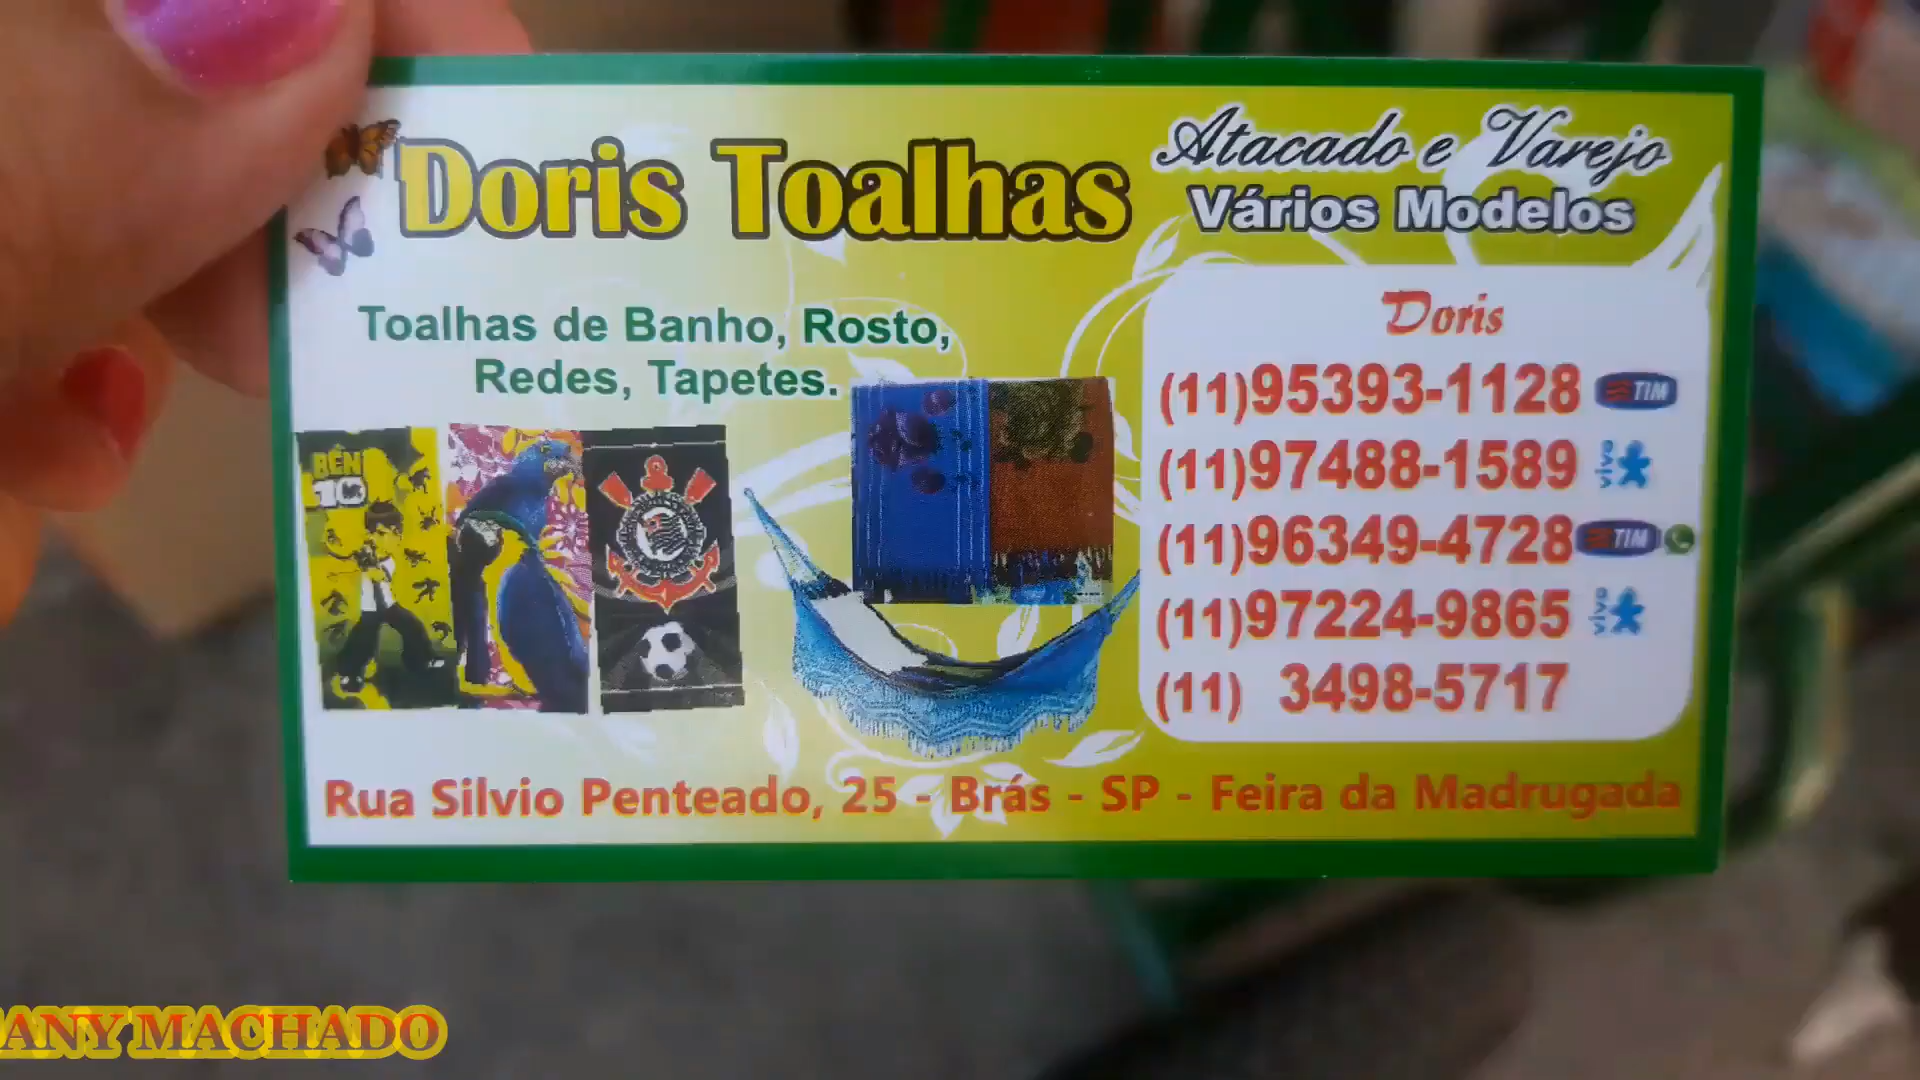 Doris Toalhas
Atacado e Varejo
Vários Modelos
Toalhas de Banho, Rosto,
Redes, Tapetes.
BEN
10
Doris
(11)95393-1128 TIM
(11)97488-1589 vivo
(11)96349-4728 TIM
(11)97224-9865 vivo
(11) 3498-5717
Rua Silvio Penteado, 25 - Brás - SP - Feira da Madrugada
ANY MACHADO